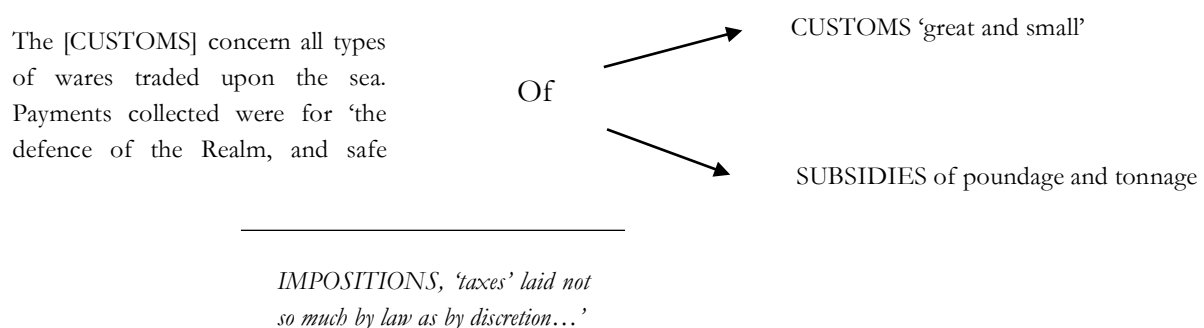 The [CUSTOMS] concern all types
of wares traded upon the sea.
Payments collected were for ‘the
defence of the Realm, and safe
Of
CUSTOMS ‘great and small’
SUBSIDIES of poundage and tonnage
IMPOSITIONS, ‘taxes’ laid not
so much by law as by discretion…’